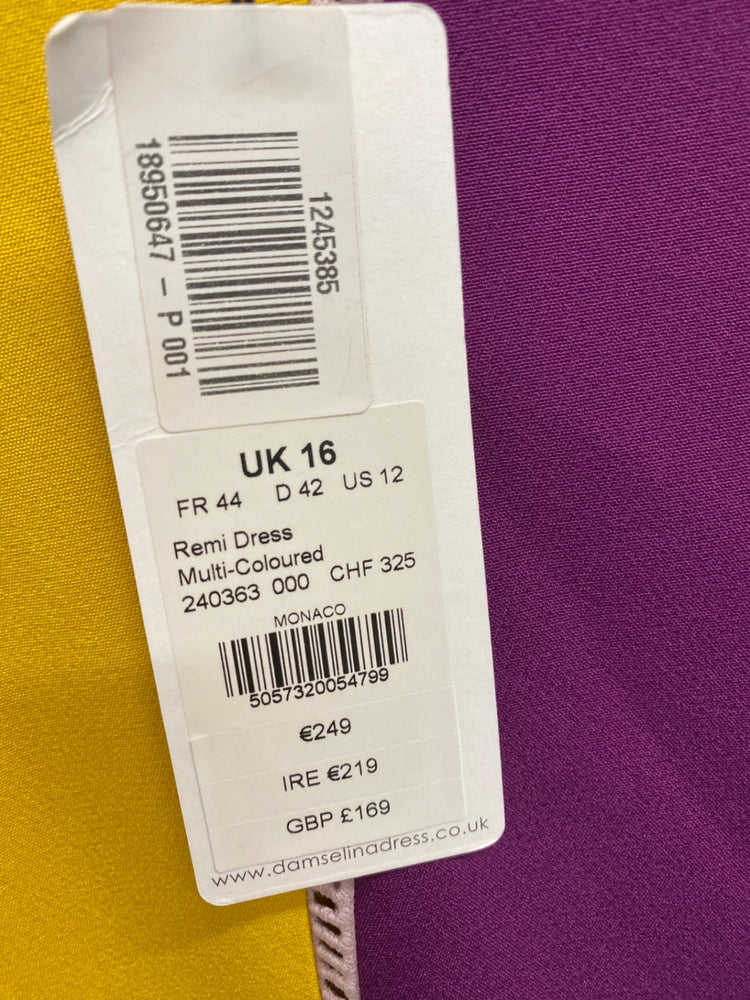 1245385
18950647 - P 001
UK 16
FR 44 D 42 US 12
Remi Dress
Multi-Coloured
240363 000 CHF 325
MONACO
5057320054799
€249
IRE €219
GBP £169
www.damselinadress.co.uk